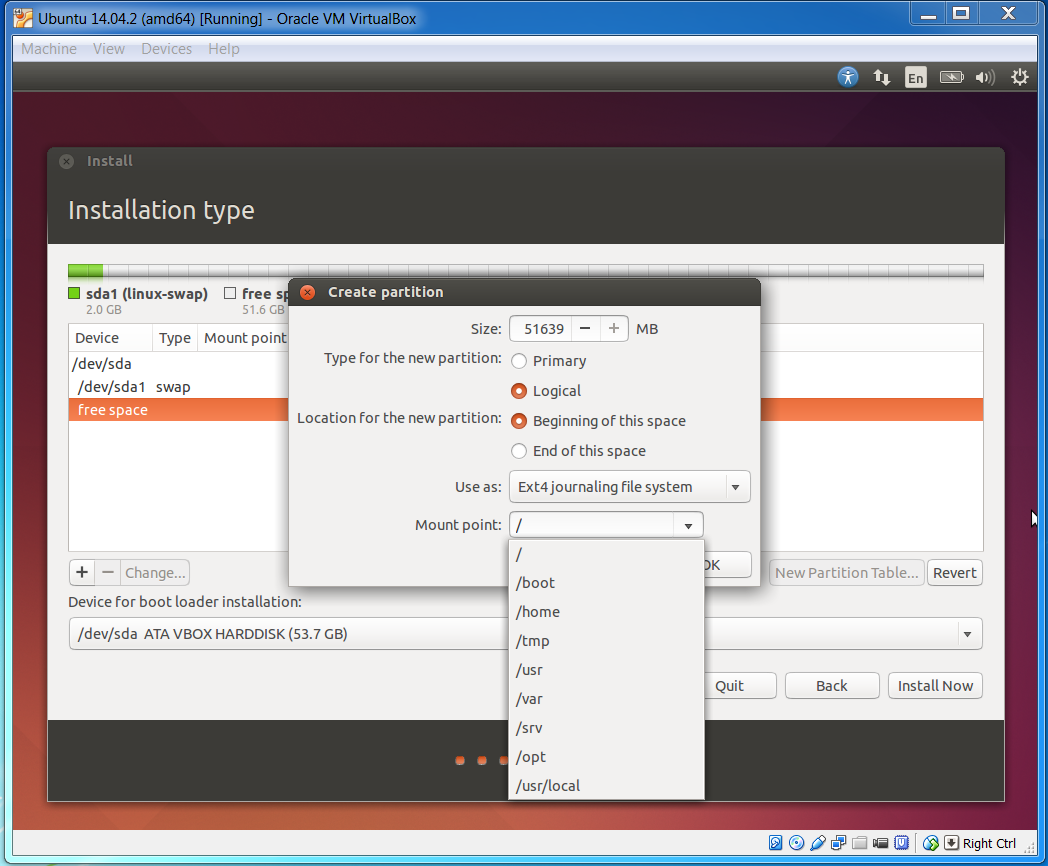 Ubuntu 14.04.2 (amd64) [Running] - Oracle VM VirtualBox
Machine View Devices Help
En
Install
Installation type
sda1 (linux-swap)
2.0 GB
free sp
51.6 GB
Device Type Mount point
/dev/sda
/dev/sda1 swap
free space
Create partition
Size: 51639 MB
Type for the new partition: Primary
Logical
Location for the new partition: Beginning of this space
End of this space
Use as: Ext4 journaling file system
Mount point: /
/
/boot
/home
/tmp
/usr
/var
/srv
/opt
/usr/local
OK
+ − Change... New Partition Table... Revert
Device for boot loader installation:
/dev/sda ATA VBOX HARDDISK (53.7 GB)
Quit Back Install Now
Right Ctrl